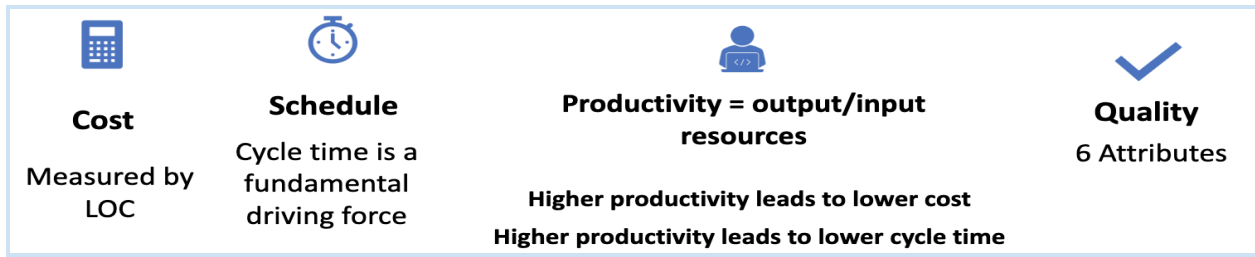 Cost
Measured by
LOC
Schedule
Cycle time is a
fundamental
driving force
</>
Productivity = output/input
resources
Higher productivity leads to lower cost
Higher productivity leads to lower cycle time
Quality
6 Attributes